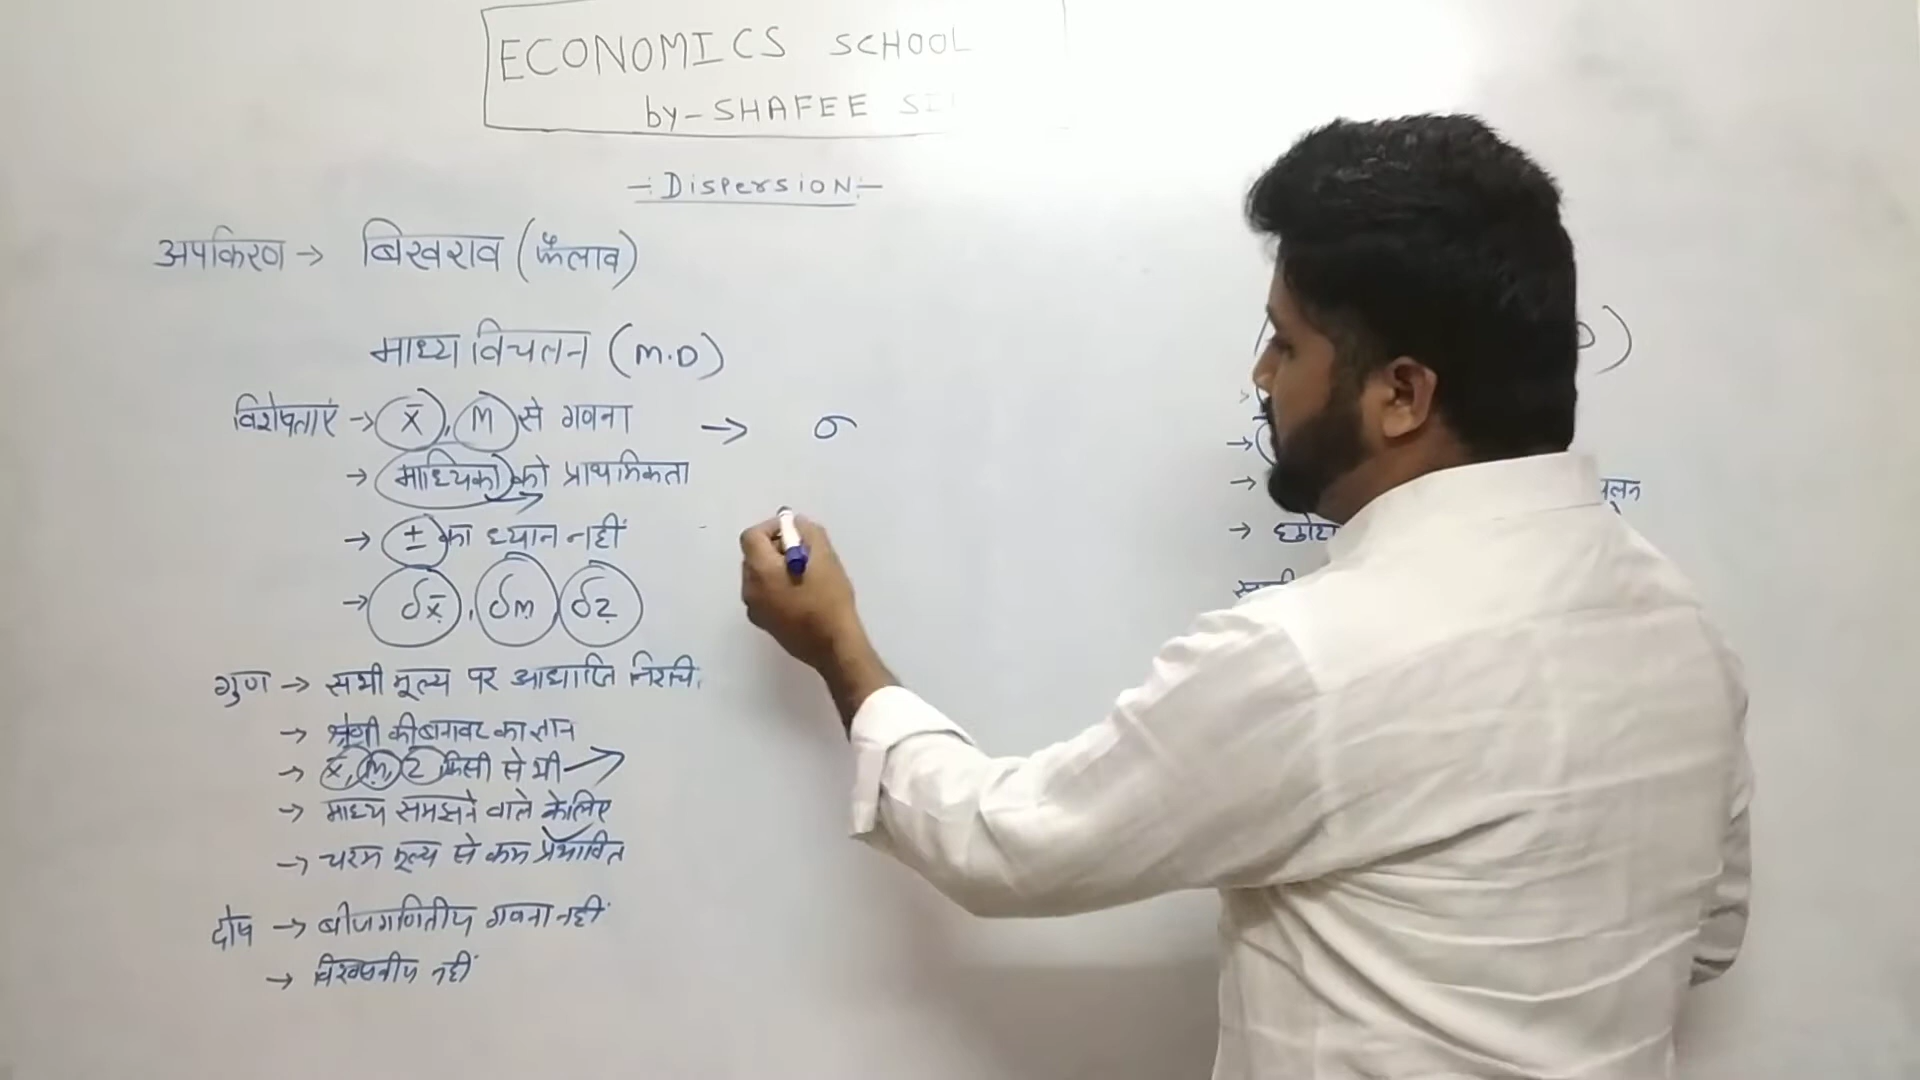 ECONOMICS SCHOOL
by - SHAFEE
-: DISPERSION :-
अपकिरण → बिखराव (फैलाव)
माध्य विचलन (M.D)
विशेषताएं → x̄, M से गणना → σ
→ माध्यिका को प्राथमिकता
→ ± का ध्यान नहीं
→ δx̄, δm, δz
गुण → सभी मूल्य पर आधारित
→ श्रेणी की बनावट का ज्ञान
→ x̄, m, z किसी से भी →
→ माध्य समझने वाले के लिए
→ चरम मूल्य से कम प्रभावित
दोष → बीजगणितीय गणना नहीं
→ विश्वसनीय नहीं